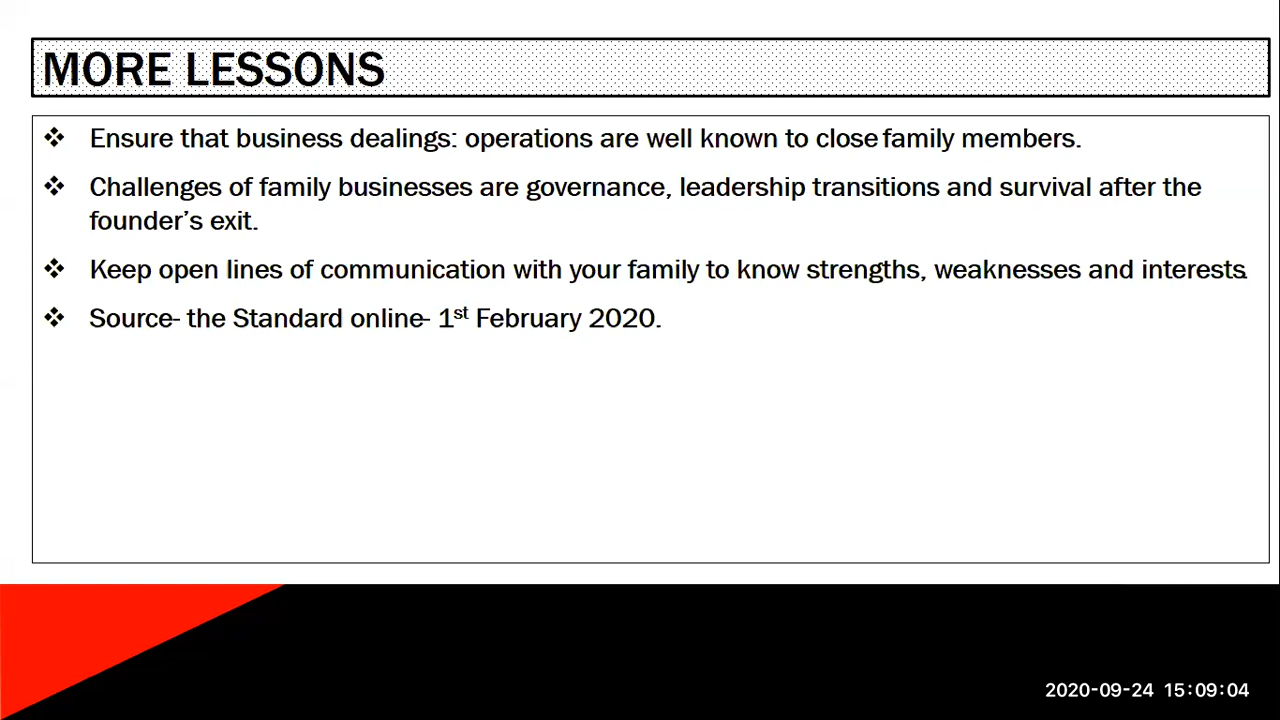 MORE LESSONS
❖ Ensure that business dealings: operations are well known to close family members.
❖ Challenges of family businesses are governance, leadership transitions and survival after the
founder’s exit.
❖ Keep open lines of communication with your family to know strengths, weaknesses and interests.
❖ Source- the Standard online- 1st February 2020.
2020-09-24 15:09:04